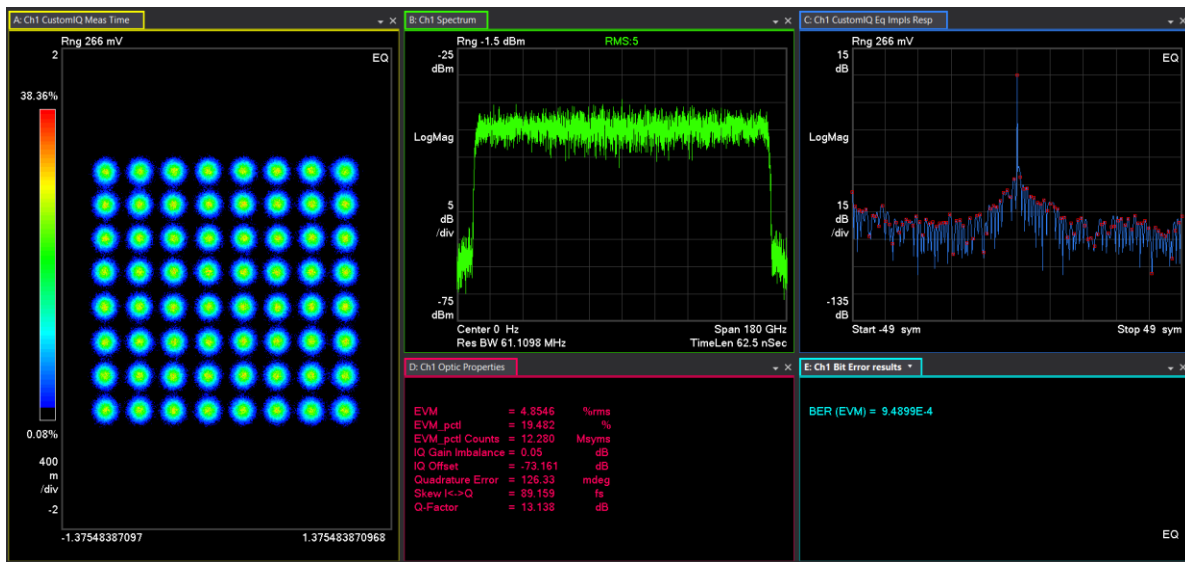 A: Ch1 CustomIQ Meas Time
Rng 266 mV
2
EQ
38.36%
0.08%
400
m
/div
-2
-1.37548387097
1.375483870968
B: Ch1 Spectrum
Rng -1.5 dBm
RMS:5
-25
dBm
LogMag
5
dB
/div
-75
dBm
Center 0 Hz
Span 180 GHz
Res BW 61.1098 MHz
TimeLen 62.5 nSec
C: Ch1 CustomIQ Eq Impls Resp
Rng 266 mV
15
dB
EQ
LogMag
15
dB
/div
-135
dB
Start -49 sym
Stop 49 sym
D: Ch1 Optic Properties
EVM = 4.8546 %rms
EVM_pctl = 19.482 %
EVM_pctl Counts = 12.280 Msyms
IQ Gain Imbalance = 0.05 dB
IQ Offset = -73.161 dB
Quadrature Error = 126.33 mdeg
Skew I<->Q = 89.159 fs
Q-Factor = 13.138 dB
E: Ch1 Bit Error results
BER (EVM) = 9.4899E-4
EQ